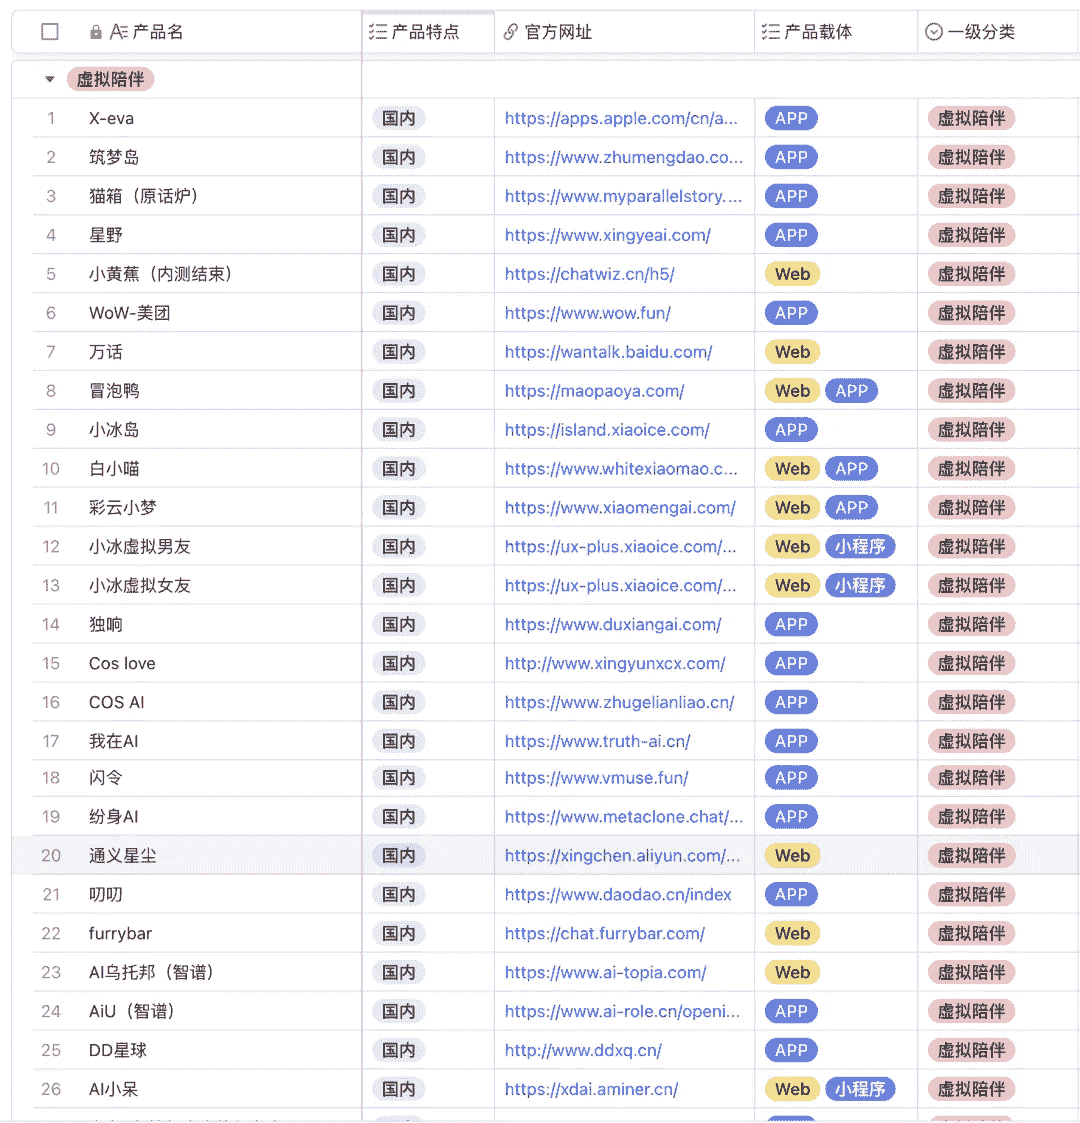 产品名 产品特点 官方网址 产品载体 一级分类
虚拟陪伴
1 X-eva 国内 https://apps.apple.com/cn/a... APP 虚拟陪伴
2 筑梦岛 国内 https://www.zhumengdao.co... APP 虚拟陪伴
3 猫箱（原话炉） 国内 https://www.myparallelstory.... APP 虚拟陪伴
4 星野 国内 https://www.xingyeai.com/ APP 虚拟陪伴
5 小黄蕉（内测结束） 国内 https://chatwiz.cn/h5/ Web 虚拟陪伴
6 WoW-美团 国内 https://www.wow.fun/ APP 虚拟陪伴
7 万话 国内 https://wantalk.baidu.com/ Web 虚拟陪伴
8 冒泡鸭 国内 https://maopaoya.com/ Web APP 虚拟陪伴
9 小冰岛 国内 https://island.xiaoice.com/ APP 虚拟陪伴
10 白小喵 国内 https://www.whitexiaomao.c... Web APP 虚拟陪伴
11 彩云小梦 国内 https://www.xiaomengai.com/ Web APP 虚拟陪伴
12 小冰虚拟男友 国内 https://ux-plus.xiaoice.com/... Web 小程序 虚拟陪伴
13 小冰虚拟女友 国内 https://ux-plus.xiaoice.com/... Web 小程序 虚拟陪伴
14 独响 国内 https://www.duxiangai.com/ APP 虚拟陪伴
15 Cos love 国内 http://www.xingyunxcx.com/ APP 虚拟陪伴
16 COS AI 国内 https://www.zhugelianliao.cn/ APP 虚拟陪伴
17 我在AI 国内 https://www.truth-ai.cn/ APP 虚拟陪伴
18 闪令 国内 https://www.vmuse.fun/ APP 虚拟陪伴
19 纷身AI 国内 https://www.metaclone.chat/... APP 虚拟陪伴
20 通义星尘 国内 https://xingchen.aliyun.com/... Web 虚拟陪伴
21 叨叨 国内 https://www.daodao.cn/index APP 虚拟陪伴
22 furrybar 国内 https://chat.furrybar.com/ Web 虚拟陪伴
23 AI乌托邦（智谱） 国内 https://www.ai-topia.com/ Web 虚拟陪伴
24 AiU（智谱） 国内 https://www.ai-role.cn/openi... APP 虚拟陪伴
25 DD星球 国内 http://www.ddxq.cn/ APP 虚拟陪伴
26 AI小呆 国内 https://xdai.aminer.cn/ Web 小程序 虚拟陪伴